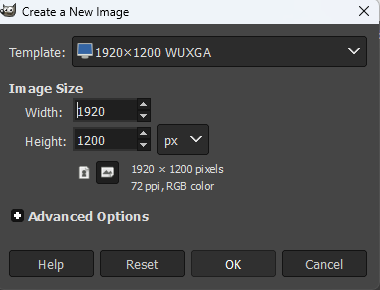 Create a New Image
Template: 1920×1200 WUXGA
Image Size
Width: 1920
Height: 1200 px
1920 × 1200 pixels
72 ppi, RGB color
Advanced Options
Help Reset OK Cancel